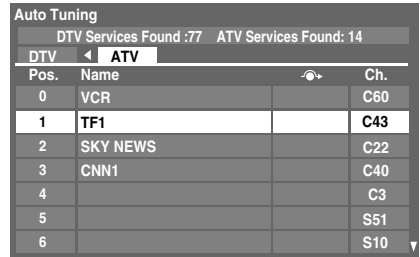 Auto Tuning
DTV Services Found :77 ATV Services Found: 14
DTV ATV
Pos. Name Ch.
0 VCR C60
1 TF1 C43
2 SKY NEWS C22
3 CNN1 C40
4 C3
5 S51
6 S10